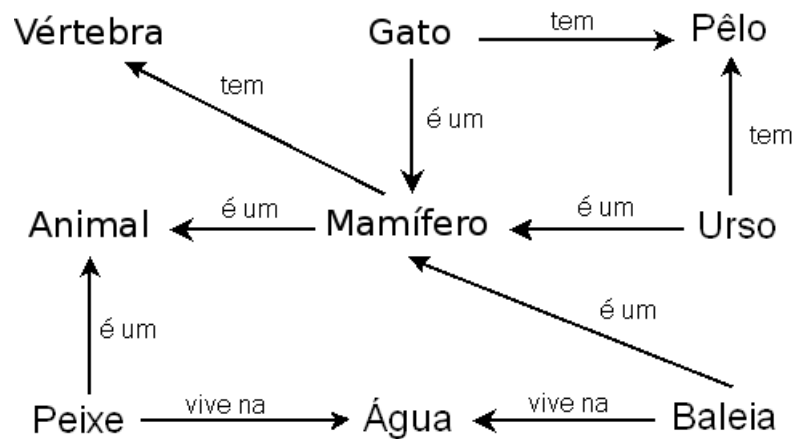 Vértebra
Gato
tem
Pêlo
tem
é um
tem
Animal
é um
Mamífero
é um
Urso
é um
é um
Peixe
vive na
Água
vive na
Baleia